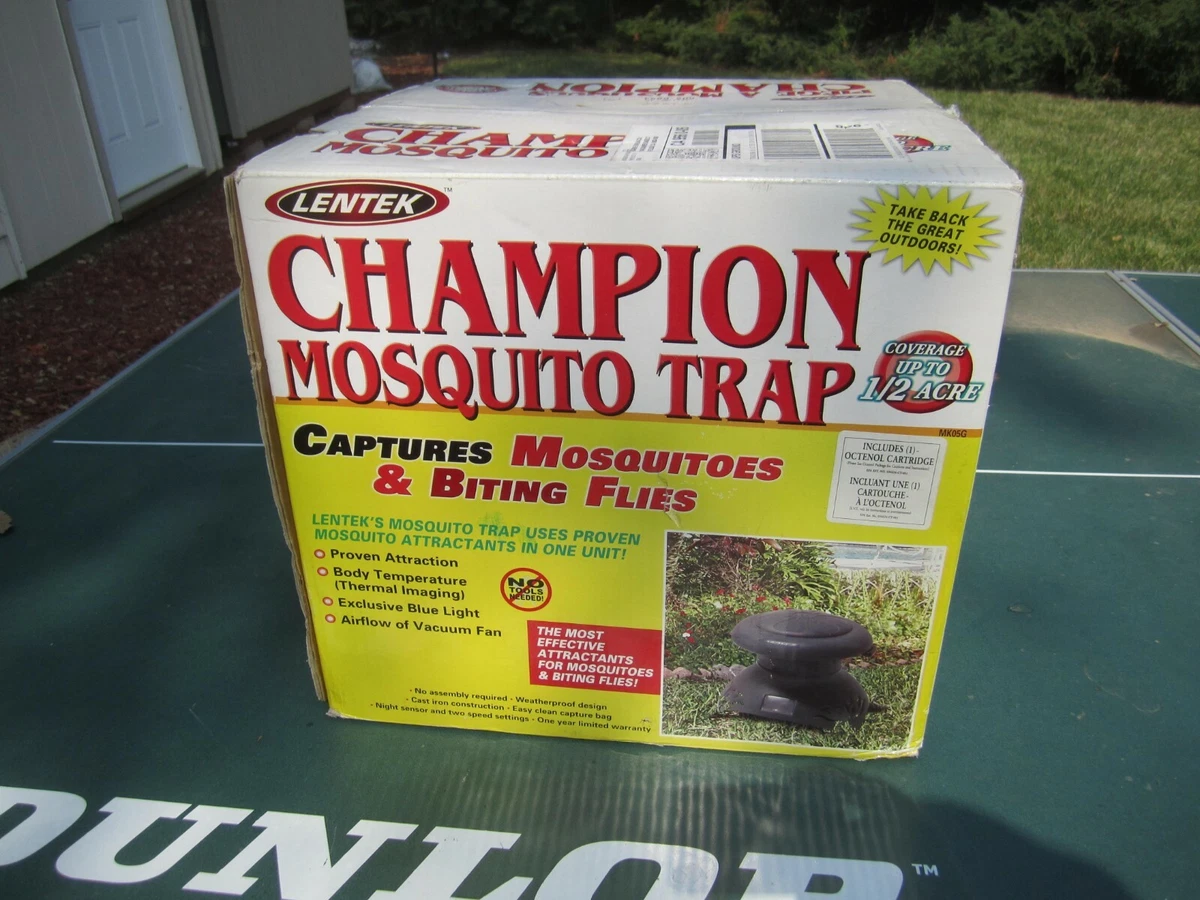 CHAMPION
CHAMP
MOSQUITO
LENTEK™
TAKE BACK
THE GREAT
OUTDOORS!
CHAMPION
MOSQUITO TRAP
COVERAGE
UP TO
1/2 ACRE
MK05G
CAPTURES MOSQUITOES
& BITING FLIES
INCLUDES (1)-
OCTENOL CARTRIDGE
INCLUANT UNE (1)
CARTOUCHE-
À L'OCTENOL
LENTEK'S MOSQUITO TRAP USES PROVEN
MOSQUITO ATTRACTANTS IN ONE UNIT!
Proven Attraction
Body Temperature
(Thermal Imaging)
Exclusive Blue Light
Airflow of Vacuum Fan
NO
TOOLS
NEEDED!
THE MOST
EFFECTIVE
ATTRACTANTS
FOR MOSQUITOES
& BITING FLIES!
- No assembly required - Weatherproof design
- Cast iron construction - Easy clean capture bag
- Night sensor and two speed settings - One year limited warranty
DUNLOP™